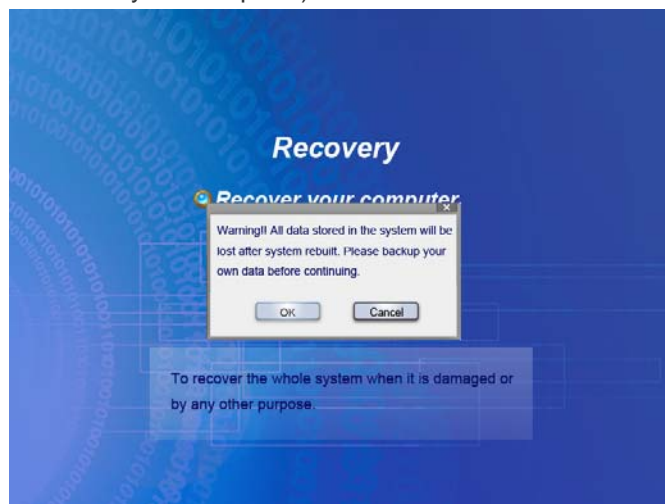 Recovery
Recover your computer
Warning!! All data stored in the system will be
lost after system rebuilt. Please backup your
own data before continuing.
OK
Cancel
To recover the whole system when it is damaged or
by any other purpose.